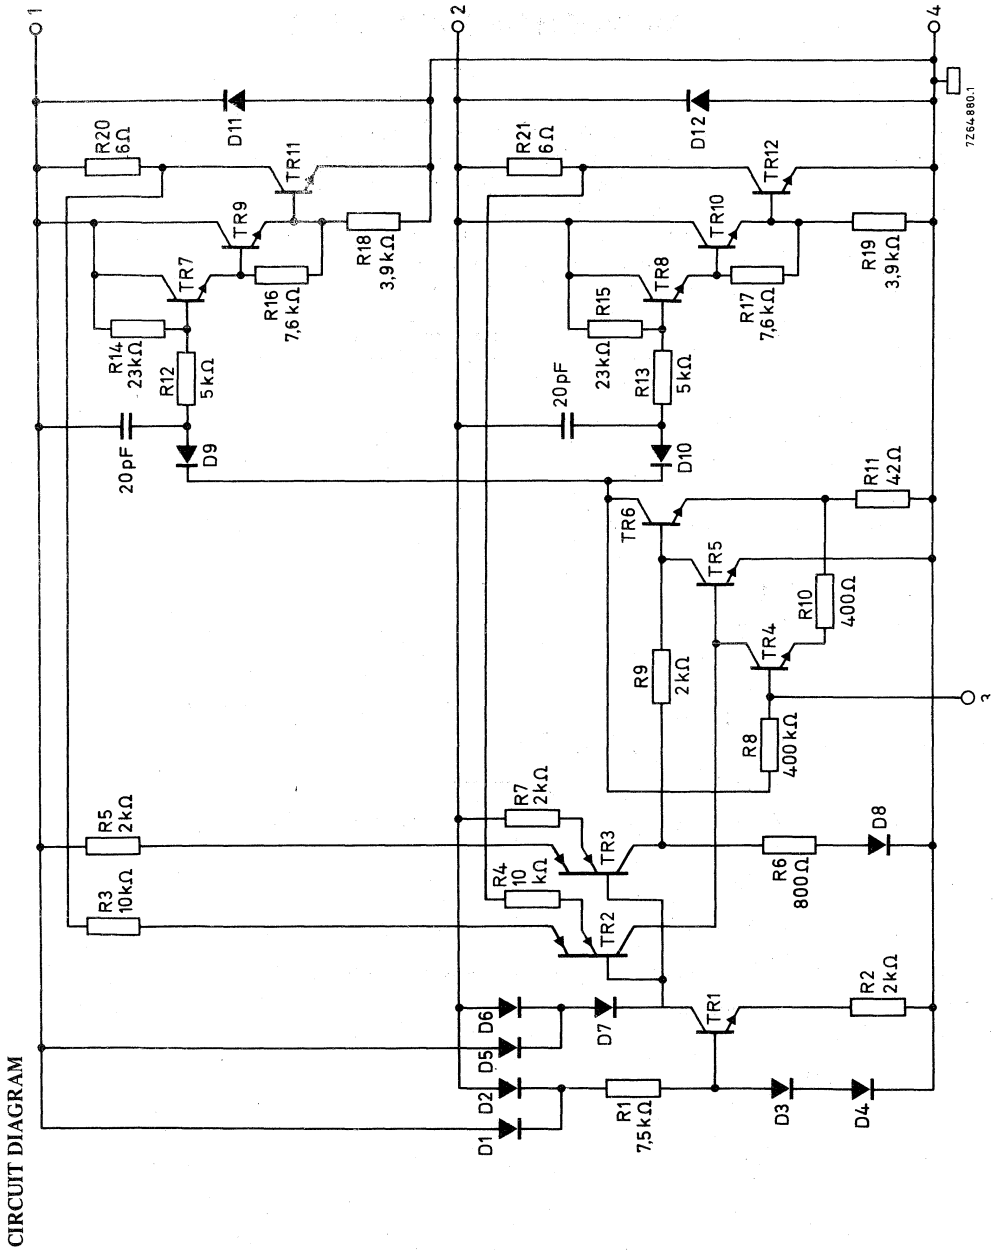 CIRCUIT DIAGRAM
1
2
4
3
7Z64880.1
R20
6Ω
D11
TR11
TR9
R18
3,9kΩ
TR7
R16
7,6kΩ
R14
23kΩ
R12
5kΩ
20pF
D9
R21
6Ω
D12
TR12
TR10
R19
3,9kΩ
TR8
R17
7,6kΩ
R15
23kΩ
R13
5kΩ
20pF
D10
TR6
R11
42Ω
TR5
R10
400Ω
TR4
R9
2kΩ
R8
400kΩ
R5
2kΩ
R7
2kΩ
R3
10kΩ
R4
10
kΩ
TR3
TR2
R6
800Ω
D8
D6
D5
D7
D2
D1
TR1
R2
2kΩ
R1
7,5kΩ
D3
D4